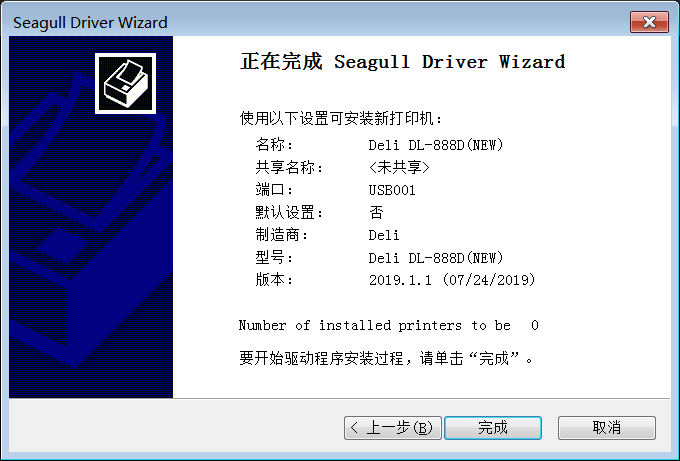 Seagull Driver Wizard
正在完成 Seagull Driver Wizard
使用以下设置可安装新打印机：
名称： Deli DL-888D(NEW)
共享名称： <未共享>
端口： USB001
默认设置： 否
制造商： Deli
型号： Deli DL-888D(NEW)
版本： 2019.1.1 (07/24/2019)
Number of installed printers to be 0
要开始驱动程序安装过程，请单击“完成”。
< 上一步(B) 完成 取消